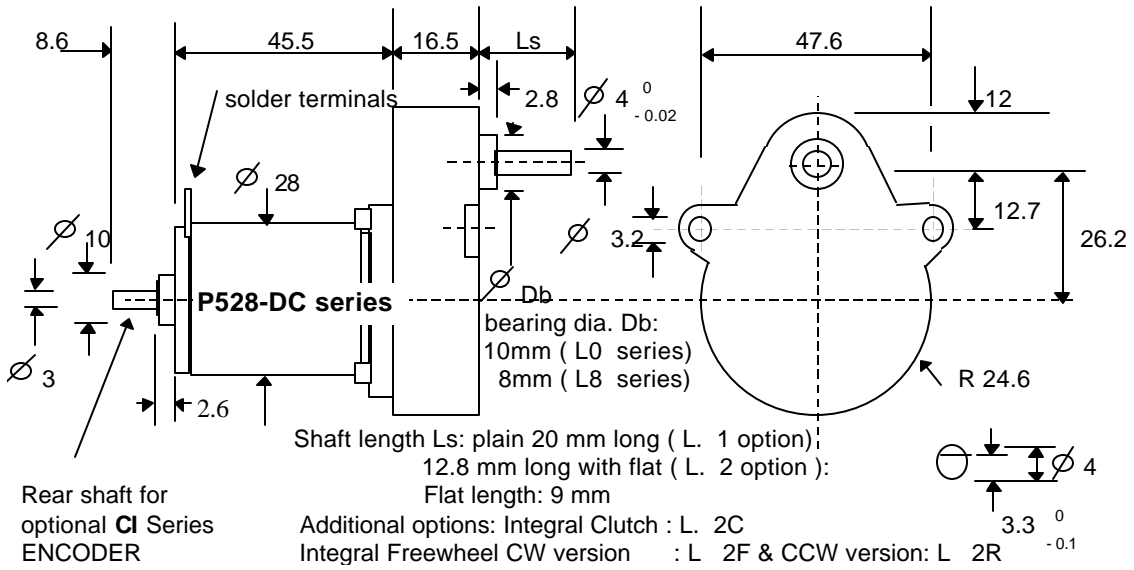 8.6 45.5 16.5 Ls 47.6
solder terminals
2.8 Ø 4 0 - 0.02
12
Ø 28
Ø 10
Ø 3.2
12.7
26.2
P528-DC series
Ø Db
bearing dia. Db:
10mm ( L0 series)
8mm ( L8 series)
Ø 3
2.6
R 24.6
Shaft length Ls: plain 20 mm long ( L. 1 option)
12.8 mm long with flat ( L. 2 option ):
Flat length: 9 mm
Ø 4
3.3 0 - 0.1
Rear shaft for
optional CI Series
ENCODER
Additional options: Integral Clutch : L. 2C
Integral Freewheel CW version : L 2F & CCW version: L 2R